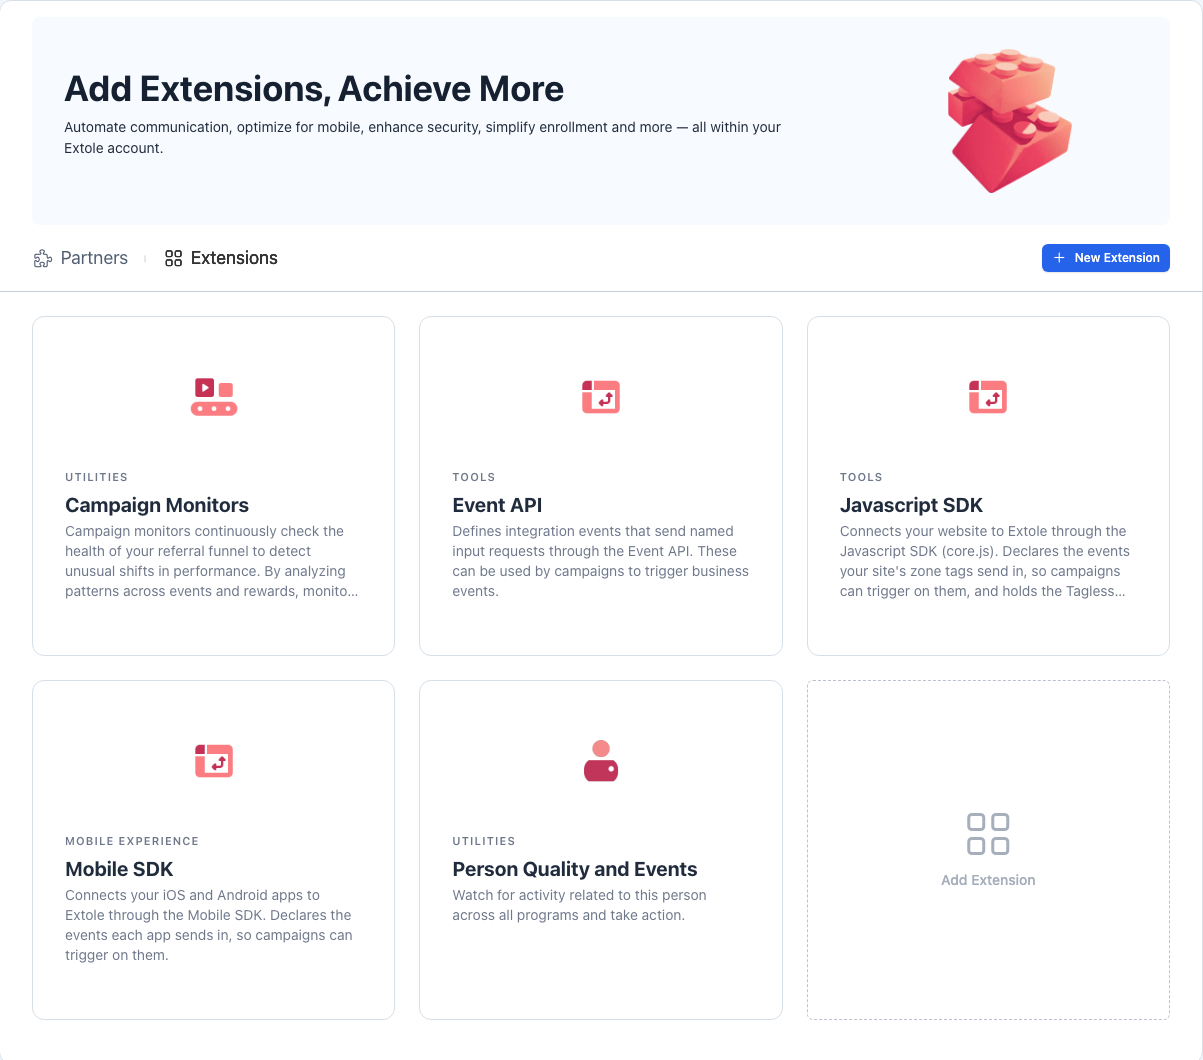 Add Extensions, Achieve More
Automate communication, optimize for mobile, enhance security, simplify enrollment and more — all within your
Extole account.
Partners
Extensions
New Extension
UTILITIES
Campaign Monitors
Campaign monitors continuously check the
health of your referral funnel to detect
unusual shifts in performance. By analyzing
patterns across events and rewards, monito...
TOOLS
Event API
Defines integration events that send named
input requests through the Event API. These
can be used by campaigns to trigger business
events.
TOOLS
Javascript SDK
Connects your website to Extole through the
Javascript SDK (core.js). Declares the events
your site's zone tags send in, so campaigns
can trigger on them, and holds the Tagless...
MOBILE EXPERIENCE
Mobile SDK
Connects your iOS and Android apps to
Extole through the Mobile SDK. Declares the
events each app sends in, so campaigns can
trigger on them.
UTILITIES
Person Quality and Events
Watch for activity related to this person
across all programs and take action.
Add Extension